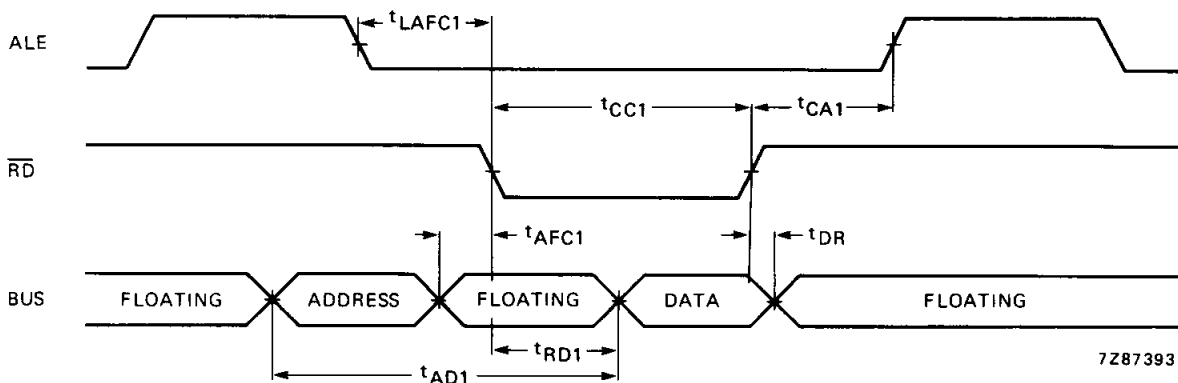 ALE
tLAFC1
tCC1
tCA1
RD
tAFC1
tDR
BUS
FLOATING
ADDRESS
FLOATING
DATA
FLOATING
tRD1
tAD1
7Z87393